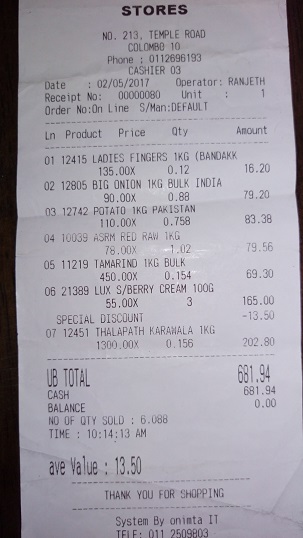 STORES
NO. 213, TEMPLE ROAD
COLOMBO 10
Phone : 0112696193
CASHIER 03
Date : 02/05/2017 Operator: RANJETH
Receipt No: 00000080 Unit : 1
Order No:On Line S/Man:DEFAULT
Ln Product Price Qty Amount
01 12415 LADIES FINGERS 1KG (BANDAKK
135.00X 0.12 16.20
02 12805 BIG ONION 1KG BULK INDIA
90.00X 0.88 79.20
03 12742 POTATO 1KG PAKISTAN
110.00X 0.758 83.38
04 10039 ASRM RED RAW 1KG
78.00X 1.02 79.56
05 11219 TAMARIND 1KG BULK
450.00X 0.154 69.30
06 21389 LUX S/BERRY CREAM 100G
55.00X 3 165.00
SPECIAL DISCOUNT -13.50
07 12451 THALAPATH KARAWALA 1KG
1300.00X 0.156 202.80
UB TOTAL 681.94
CASH 681.94
BALANCE 0.00
NO OF QTY SOLD : 6.088
TIME : 10:14:13 AM
ave Value : 13.50
THANK YOU FOR SHOPPING
System By onimta IT
TELE: 011 2509803